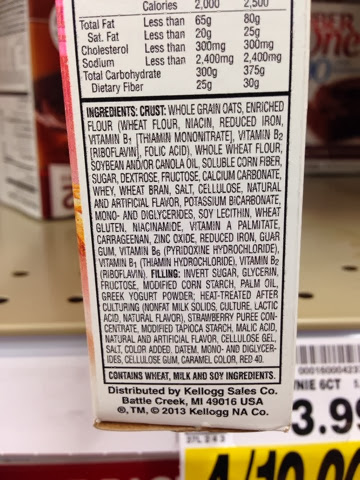 Calories 2,000 2,500
Total Fat Less than 65g 80g
Sat. Fat Less than 20g 25g
Cholesterol Less than 300mg 300mg
Sodium Less than 2,400mg 2,400mg
Total Carbohydrate 300g 375g
Dietary Fiber 25g 30g
INGREDIENTS: CRUST: WHOLE GRAIN OATS, ENRICHED
FLOUR (WHEAT FLOUR, NIACIN, REDUCED IRON,
VITAMIN B1 [THIAMIN MONONITRATE], VITAMIN B2
[RIBOFLAVIN], FOLIC ACID), WHOLE WHEAT FLOUR,
SOYBEAN AND/OR CANOLA OIL, SOLUBLE CORN FIBER,
SUGAR, DEXTROSE, FRUCTOSE, CALCIUM CARBONATE,
WHEY, WHEAT BRAN, SALT, CELLULOSE, NATURAL
AND ARTIFICIAL FLAVOR, POTASSIUM BICARBONATE,
MONO- AND DIGLYCERIDES, SOY LECITHIN, WHEAT
GLUTEN, NIACINAMIDE, VITAMIN A PALMITATE,
CARRAGEENAN, ZINC OXIDE, REDUCED IRON, GUAR
GUM, VITAMIN B6 (PYRIDOXINE HYDROCHLORIDE),
VITAMIN B1 (THIAMIN HYDROCHLORIDE), VITAMIN B2
(RIBOFLAVIN). FILLING: INVERT SUGAR, GLYCERIN,
FRUCTOSE, MODIFIED CORN STARCH, PALM OIL,
GREEK YOGURT POWDER; HEAT-TREATED AFTER
CULTURING (NONFAT MILK SOLIDS, CULTURE, LACTIC
ACID, NATURAL FLAVOR), STRAWBERRY PUREE CON-
CENTRATE, MODIFIED TAPIOCA STARCH, MALIC ACID,
NATURAL AND ARTIFICIAL FLAVOR, CELLULOSE GEL,
SALT, COLOR ADDED, DATEM, MONO- AND DIGLYCER-
IDES, CELLULOSE GUM, CARAMEL COLOR, RED 40.
CONTAINS WHEAT, MILK AND SOY INGREDIENTS.
Distributed by Kellogg Sales Co.
Battle Creek, MI 49016 USA
®, TM, © 2013 Kellogg NA Co.
NIE 6CT
3.9